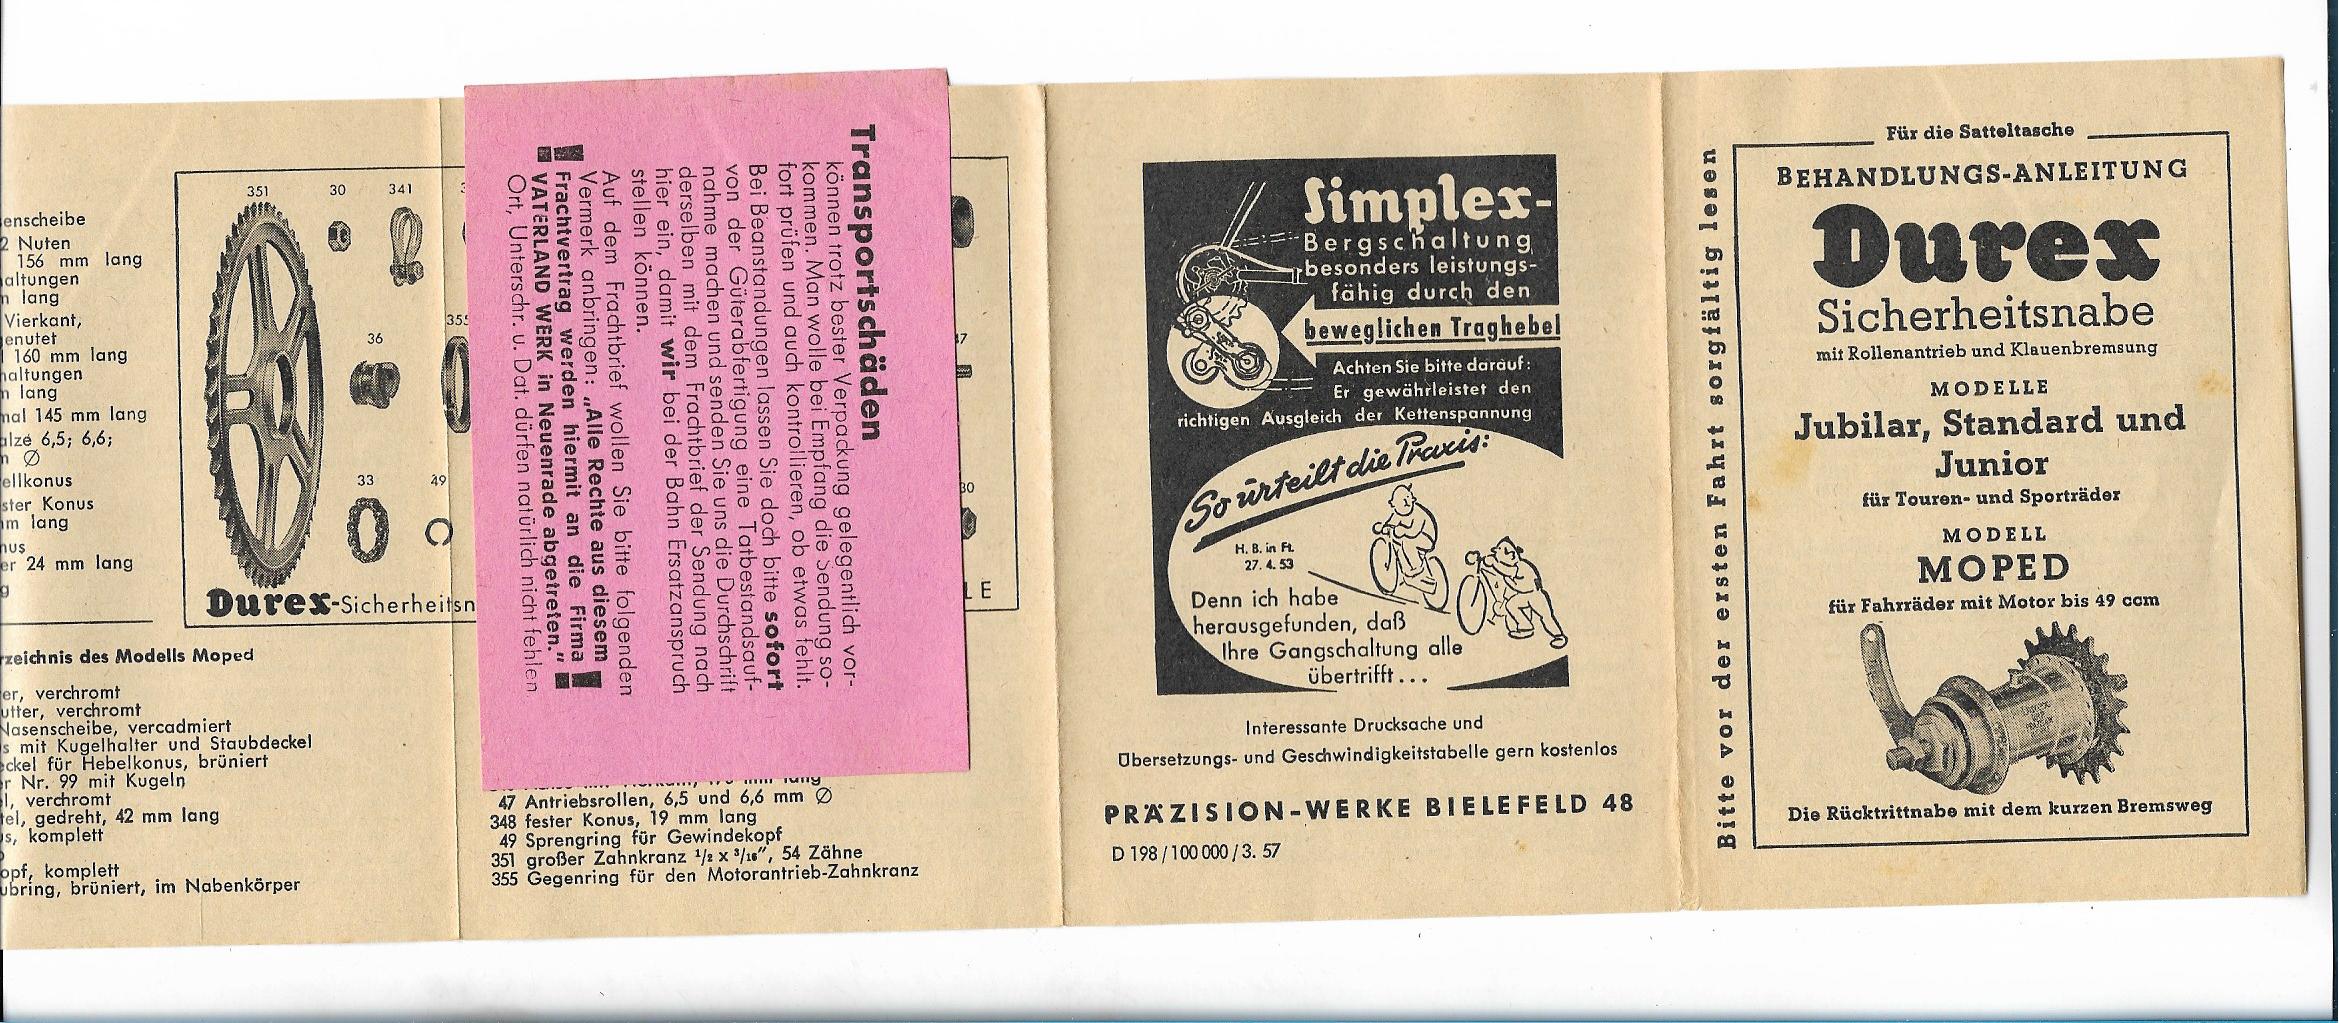 enscheibe
2 Nuten
156 mm lang
altungen
lang
Vierkant,
enutet
160 mm lang
altungen
lang
nal 145 mm lang
alze 6,5; 6,6;
Ø
ellkonus
ster Konus
m lang
nus
er 24 mm lang
g
351
30
341
36
355
33
49
47
30
Durex-Sicherheitsn
LE
rzeichnis des Modells Moped
er, verchromt
utter, verchromt
Nasenscheibe, vercadmiert
s mit Kugelhalter und Staubdeckel
ckel für Hebelkonus, brüniert
r Nr. 99 mit Kugeln
l, verchromt
tel, gedreht, 42 mm lang
s, komplett
opf, komplett
ubring, brüniert, im Nabenkörper
mm lang
47 Antriebsrollen, 6,5 und 6,6 mm Ø
348 fester Konus, 19 mm lang
49 Sprengring für Gewindekopf
351 großer Zahnkranz ¹/₂ x ³/₁₆", 54 Zähne
355 Gegenring für den Motorantrieb-Zahnkranz
Transportschäden
können trotz bester Verpackung gelegentlich vor-
kommen. Man wolle bei Empfang die Sendung so-
fort prüfen und auch kontrollieren, ob etwas fehlt.
Bei Beanstandungen lassen Sie doch bitte sofort
von der Güterabfertigung eine Tatbestandsauf-
nahme machen und senden Sie uns die Durchschrift
derselben mit dem Frachtbrief der Sendung nach
hier ein, damit wir bei der Bahn Ersatzanspruch
stellen können.
Auf dem Frachtbrief wollen Sie bitte folgenden
Vermerk anbringen: „Alle Rechte aus diesem
! Frachtvertrag werden hiermit an die Firma !
VATERLAND WERK in Neuenrade abgetreten."
Ort, Unterschr. u. Dat. dürfen natürlich nicht fehlen
Simplex-
Bergschaltung
besonders leistungs-
fähig durch den
beweglichen Traghebel
Achten Sie bitte darauf:
Er gewährleistet den
richtigen Ausgleich der Kettenspannung
So urteilt die Praxis:
H. B. in Ft.
27. 4. 53
Denn ich habe
herausgefunden, daß
Ihre Gangschaltung alle
übertrifft...
Interessante Drucksache und
Übersetzungs- und Geschwindigkeitstabelle gern kostenlos
PRÄZISION-WERKE BIELEFELD 48
D 198/100 000/3. 57
Bitte vor der ersten Fahrt sorgfältig lesen
Für die Satteltasche
BEHANDLUNGS-ANLEITUNG
Durex
Sicherheitsnabe
mit Rollenantrieb und Klauenbremsung
MODELLE
Jubilar, Standard und
Junior
für Touren- und Sporträder
MODELL
MOPED
für Fahrräder mit Motor bis 49 ccm
Die Rücktrittnabe mit dem kurzen Bremsweg